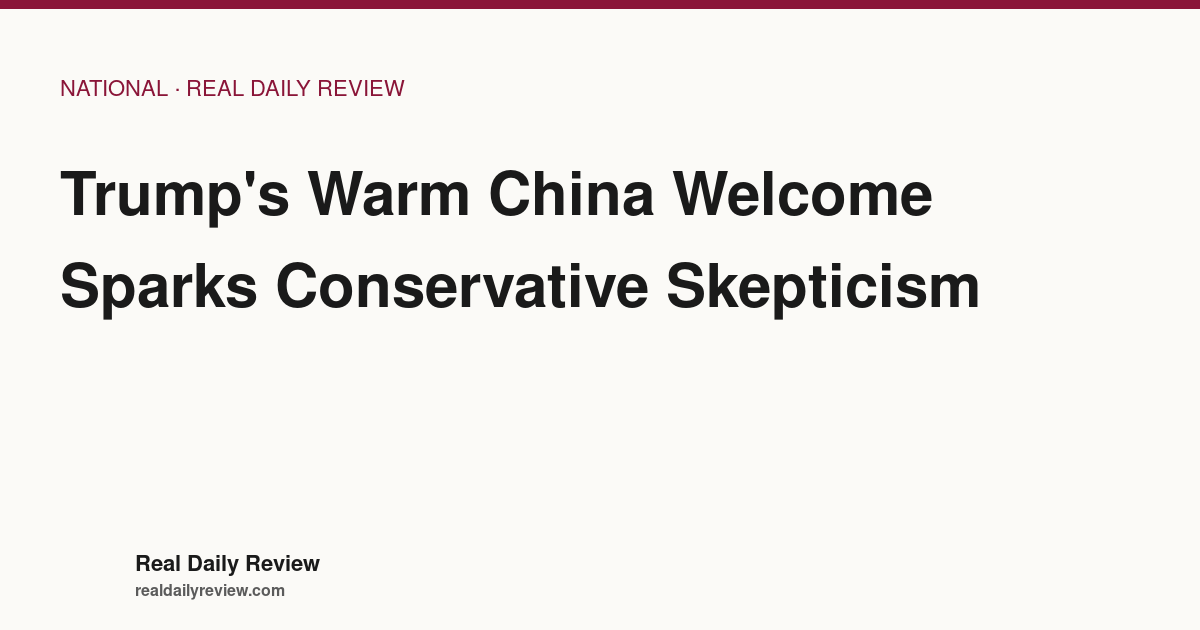 NATIONAL · REAL DAILY REVIEW
Trump's Warm China Welcome
Sparks Conservative Skepticism
Real Daily Review
realdailyreview.com